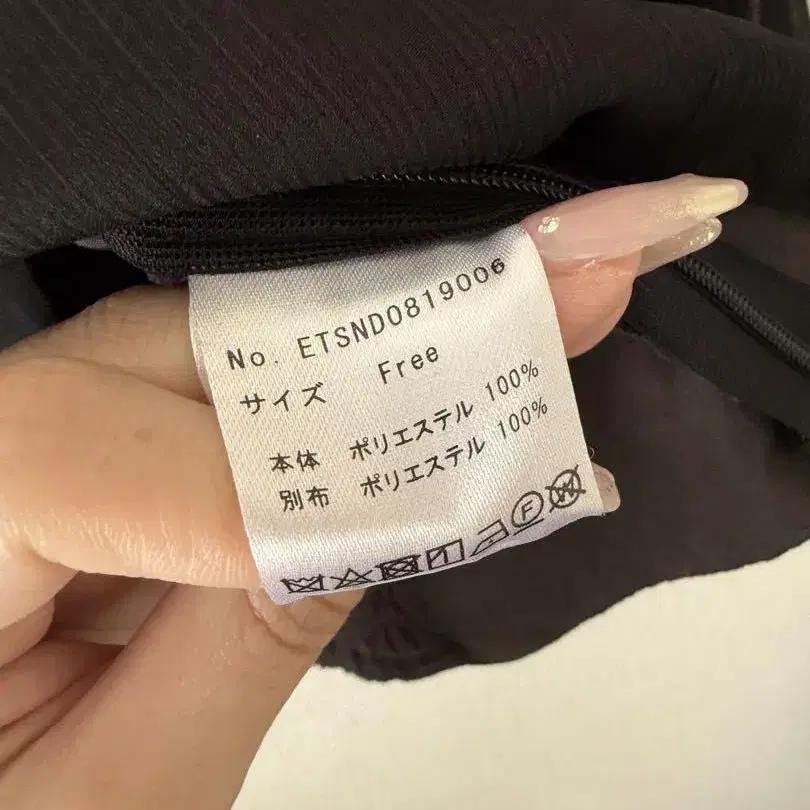 No. ETSND0819006
サイズ Free
本体 ポリエステル 100%
別布 ポリエステル 100%
F W